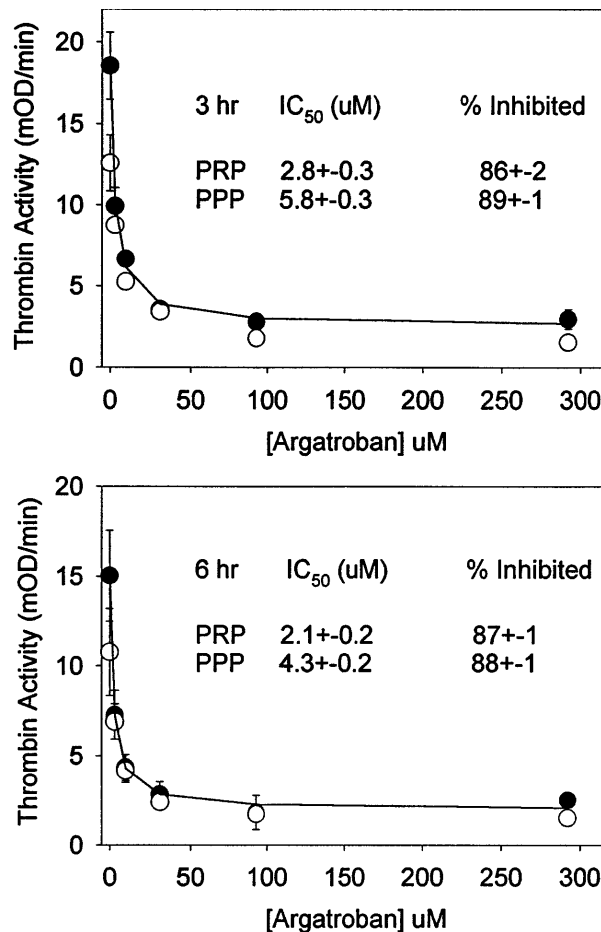 Thrombin Activity (mOD/min)
20
15
10
5
0
3 hr IC50 (uM) % Inhibited
PRP 2.8+-0.3 86+-2
PPP 5.8+-0.3 89+-1
0 50 100 150 200 250 300
[Argatroban] uM
Thrombin Activity (mOD/min)
20
15
10
5
0
6 hr IC50 (uM) % Inhibited
PRP 2.1+-0.2 87+-1
PPP 4.3+-0.2 88+-1
0 50 100 150 200 250 300
[Argatroban] uM